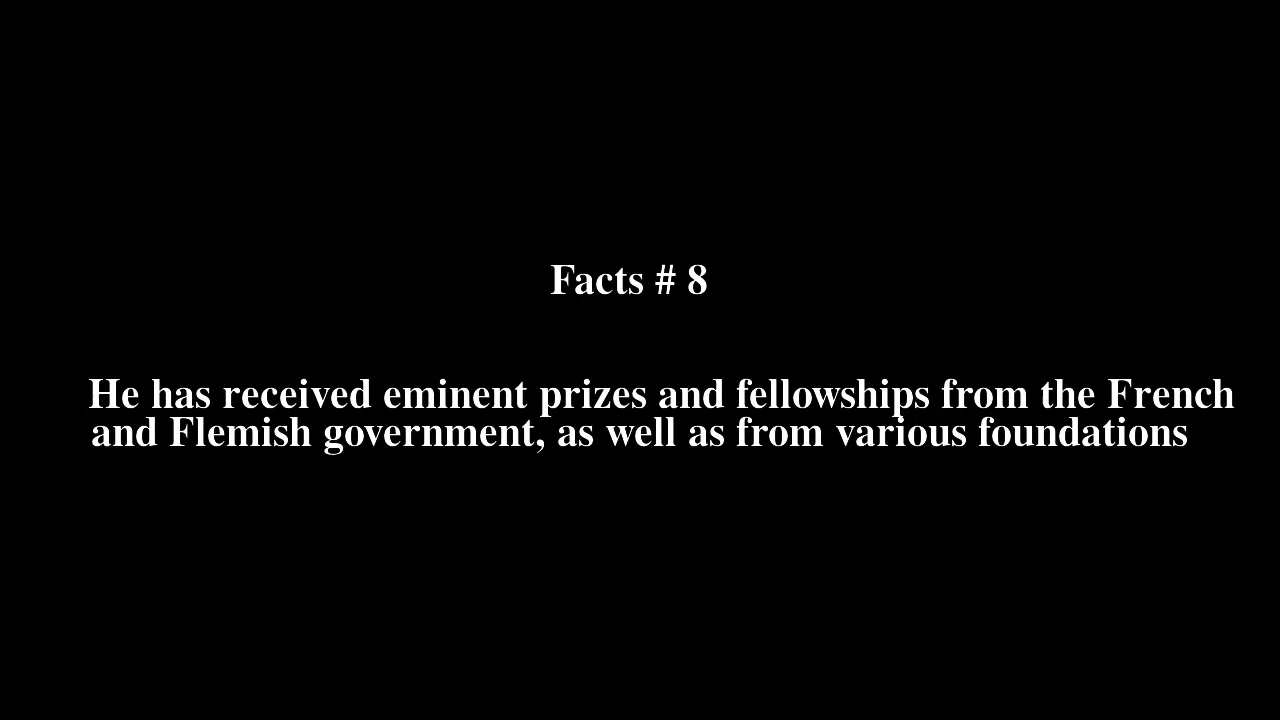 Facts # 8
He has received eminent prizes and fellowships from the French
and Flemish government, as well as from various foundations